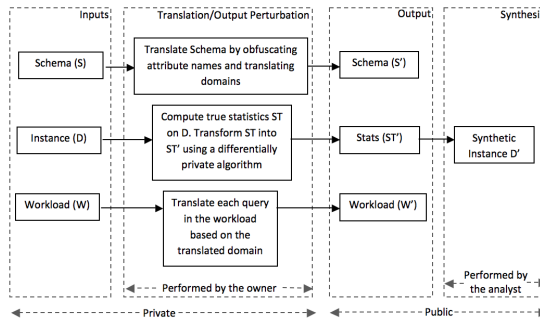 Inputs
Translation/Output Perturbation
Output
Synthesi
Schema (S)
Translate Schema by obfuscating
attribute names and translating
domains
Schema (S’)
Instance (D)
Compute true statistics ST
on D. Transform ST into
ST’ using a differentially
private algorithm
Stats (ST’)
Synthetic
Instance D’
Workload (W)
Translate each query
in the workload
based on the
translated domain
Workload (W’)
Performed by the owner
Performed by
the analyst
Private
Public